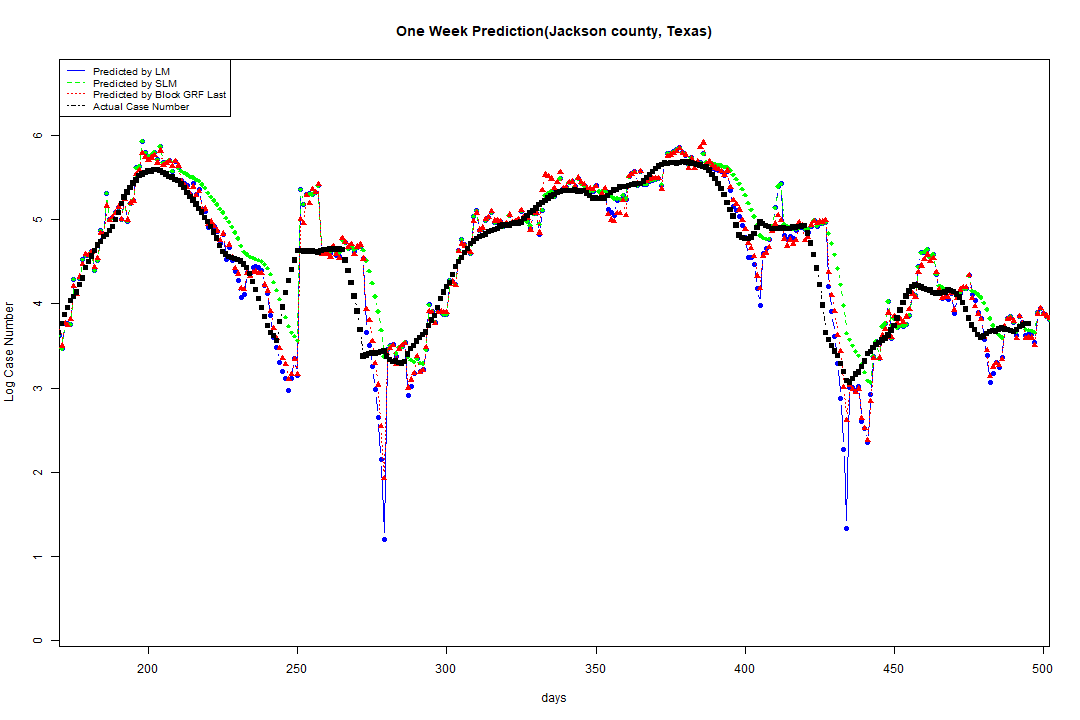 One Week Prediction(Jackson county, Texas)
Predicted by LM
Predicted by SLM
Predicted by Block GRF Last
Actual Case Number
Log Case Number
6
5
4
3
2
1
0
200 250 300 350 400 450 500
days